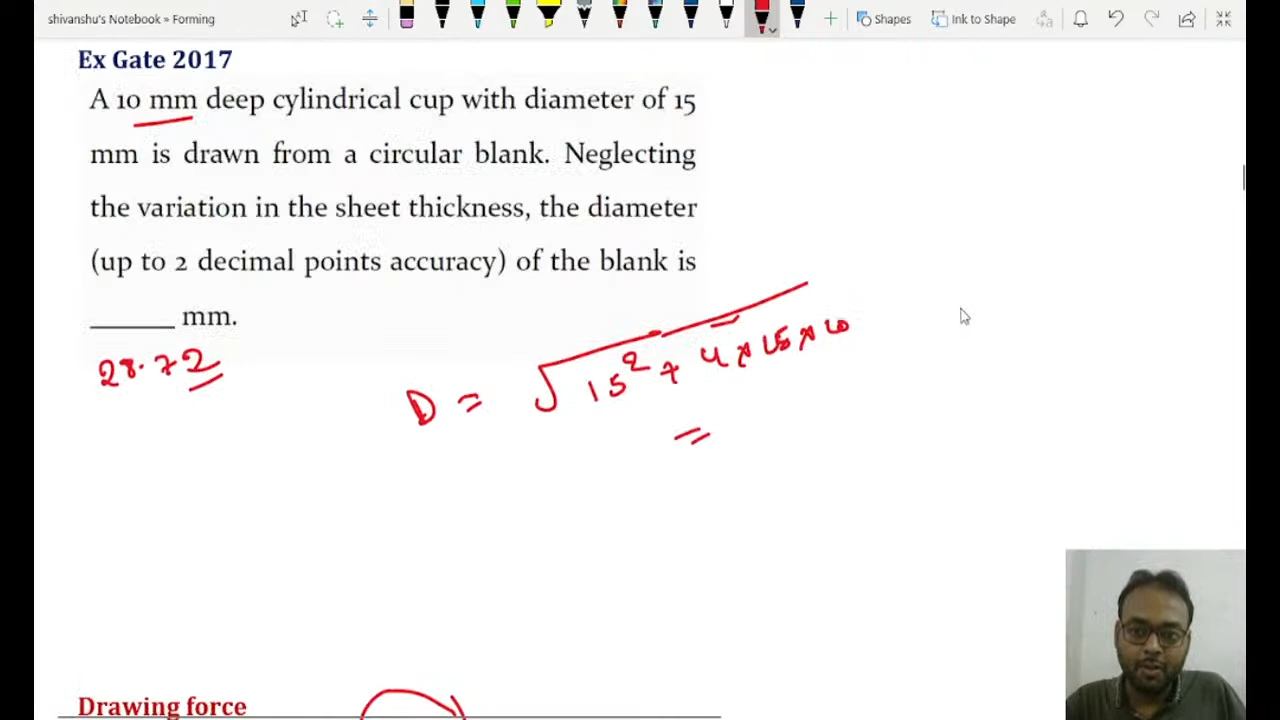 shivanshu's Notebook » Forming
Shapes
Ink to Shape
Ex Gate 2017
A 10 mm deep cylindrical cup with diameter of 15
mm is drawn from a circular blank. Neglecting
the variation in the sheet thickness, the diameter
(up to 2 decimal points accuracy) of the blank is
______ mm.
28.72
D = √15² + 4 × 15 × 10
=
Drawing force